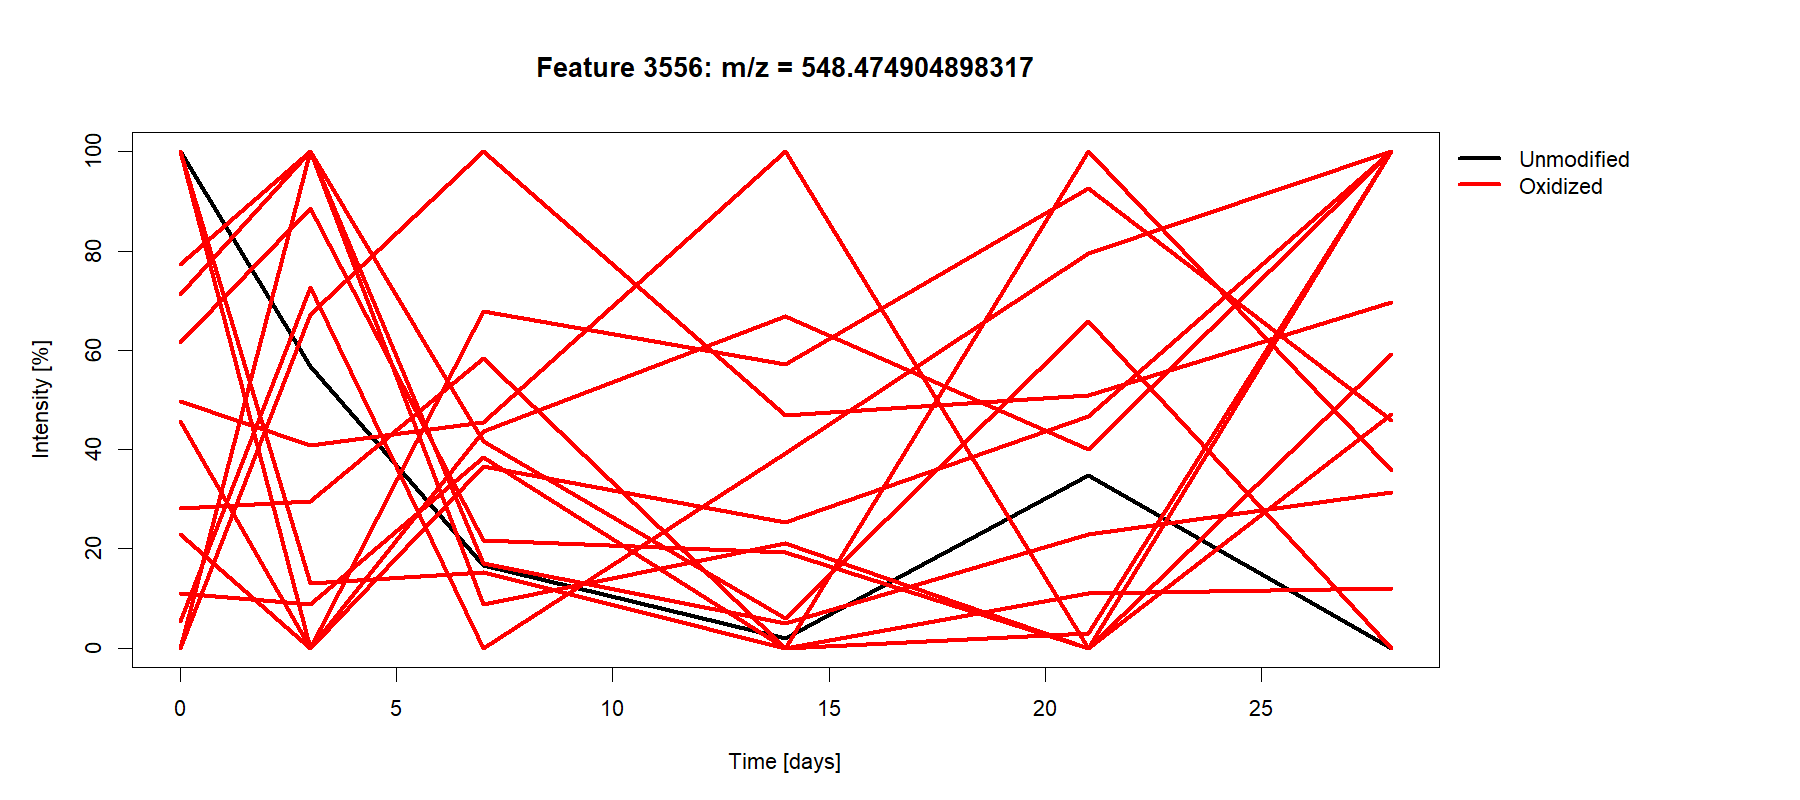 Feature 3556: m/z = 548.474904898317
Unmodified
Oxidized
Intensity [%]
100
80
60
40
20
0
0 5 10 15 20 25
Time [days]